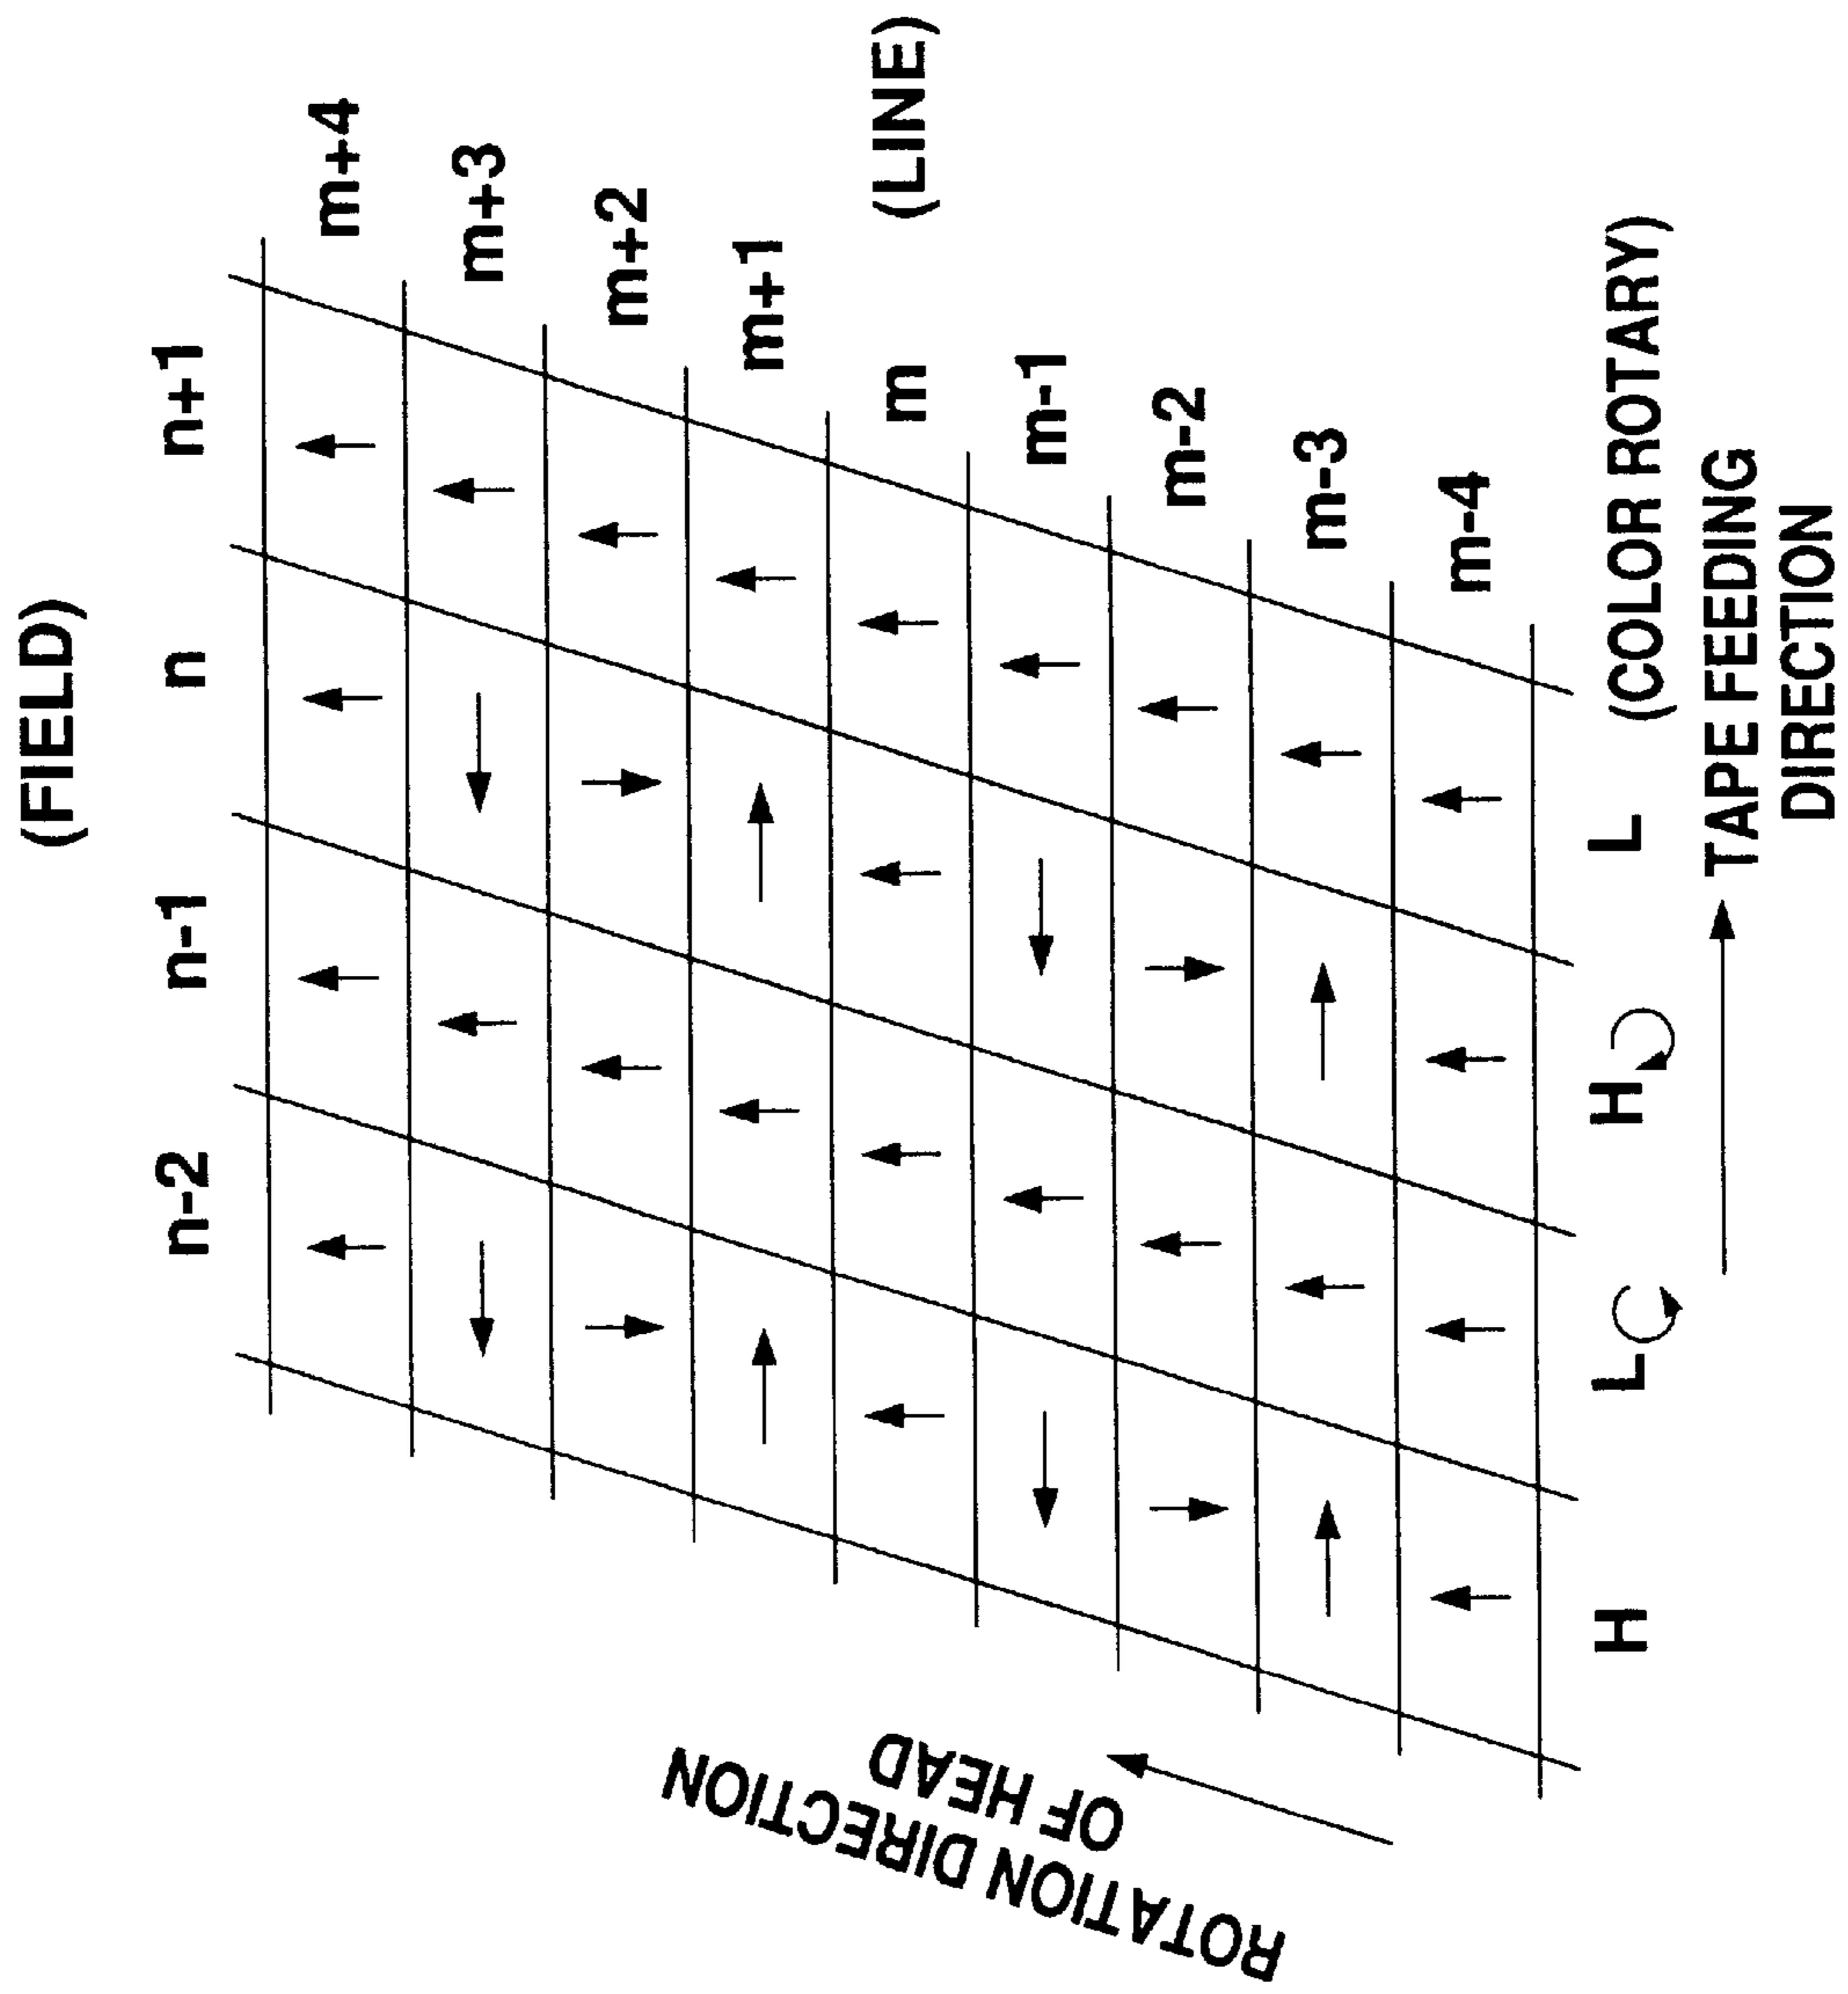 (FIELD)
n-2
n-1
n
n+1
m+4
m+3
m+2
m+1
m
(LINE)
m-1
m-2
m-3
m-4
H
L
H
L
(COLOR ROTARY)
TAPE FEEDING
DIRECTION
ROTATION DIRECTION
OF HEAD